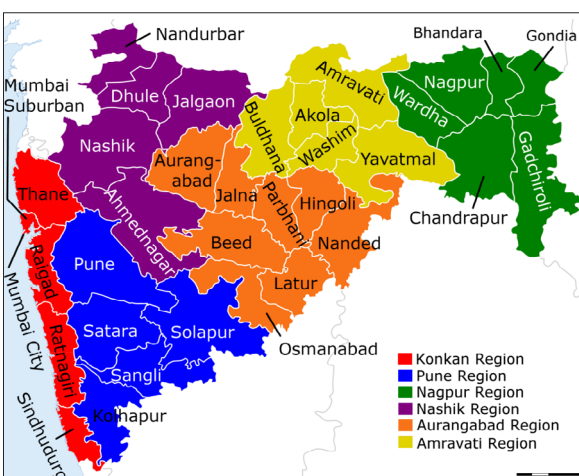 Nandurbar
Bhandara
Gondia
Mumbai
Suburban
Dhule
Jalgaon
Nashik
Buldhana
Akola
Amravati
Washim
Yavatmal
Nagpur
Wardha
Gadchiroli
Chandrapur
Aurang-
abad
Jalna
Parbhani
Hingoli
Nanded
Beed
Latur
Osmanabad
Thane
Ahmednagar
Pune
Raigad
Mumbai City
Ratnagiri
Satara
Solapur
Sangli
Kolhapur
Sindhudurg
Konkan Region
Pune Region
Nagpur Region
Nashik Region
Aurangabad Region
Amravati Region